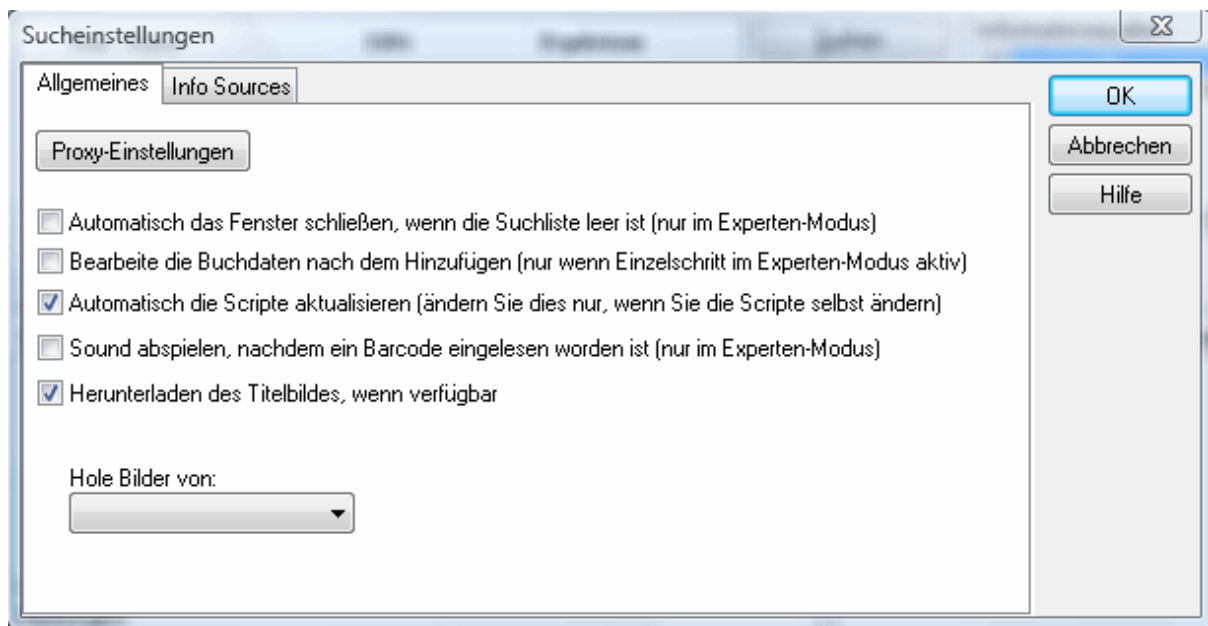 Sucheinstellungen
Allgemeines
Info Sources
OK
Proxy-Einstellungen
Abbrechen
Hilfe
Automatisch das Fenster schließen, wenn die Suchliste leer ist (nur im Experten-Modus)
Bearbeite die Buchdaten nach dem Hinzufügen (nur wenn Einzelschritt im Experten-Modus aktiv)
Automatisch die Scripte aktualisieren (ändern Sie dies nur, wenn Sie die Scripte selbst ändern)
Sound abspielen, nachdem ein Barcode eingelesen worden ist (nur im Experten-Modus)
Herunterladen des Titelbildes, wenn verfügbar
Hole Bilder von: